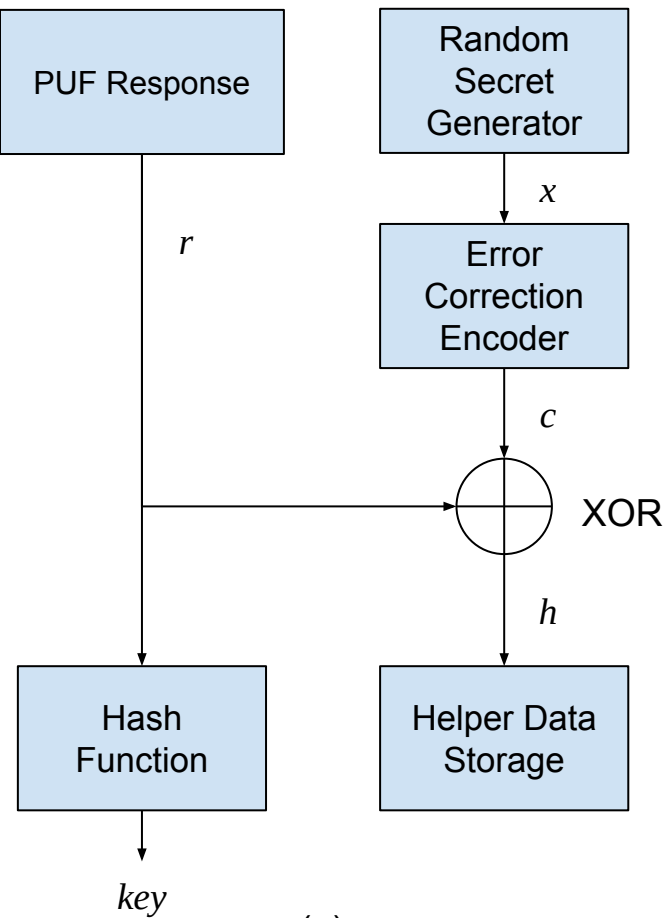 PUF Response
Random
Secret
Generator
x
r
Error
Correction
Encoder
c
XOR
h
Hash
Function
Helper Data
Storage
key